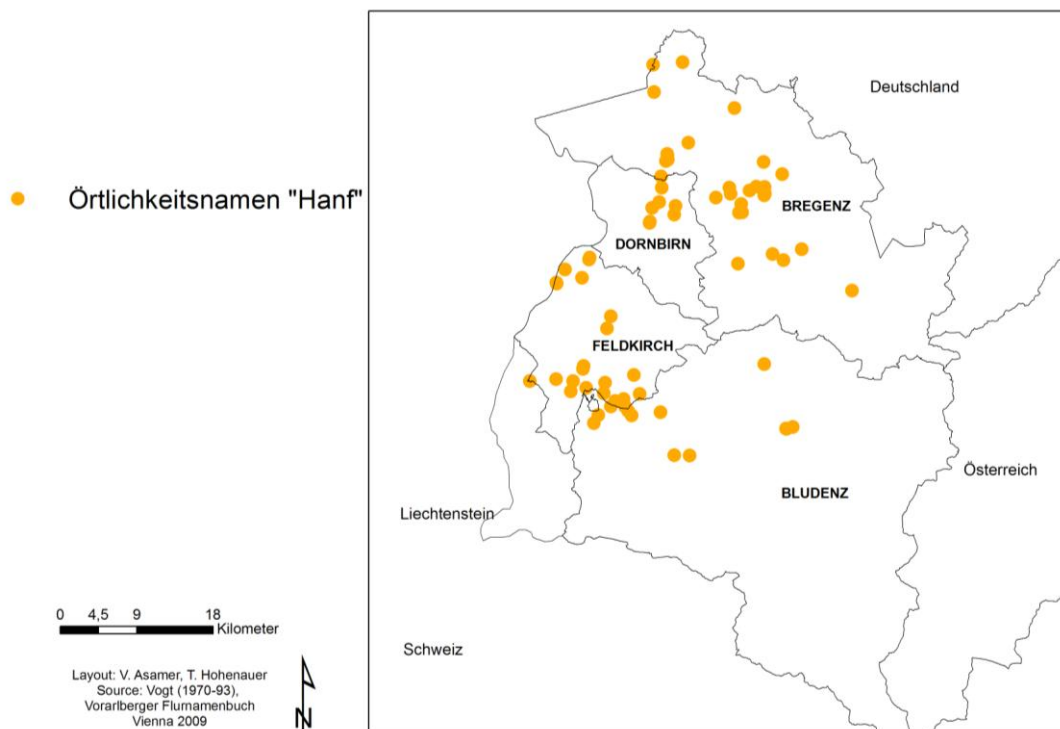 Örtlichkeitsnamen "Hanf"
Deutschland
BREGENZ
DORNBIRN
FELDKIRCH
BLUDENZ
Österreich
Liechtenstein
Schweiz
0 4,5 9 18
Kilometer
Layout: V. Asamer, T. Hohenauer
Source: Vogt (1970-93),
Vorarlberger Flurnamenbuch
Vienna 2009
N